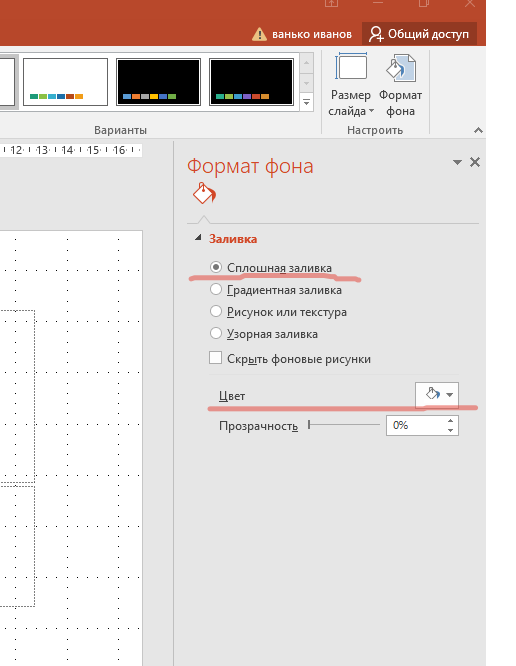 ванько иванов
Общий доступ
Размер слайда
Формат фона
Варианты
Настроить
12 13 14 15 16
Формат фона
Заливка
Сплошная заливка
Градиентная заливка
Рисунок или текстура
Узорная заливка
Скрыть фоновые рисунки
Цвет
Прозрачность
0%